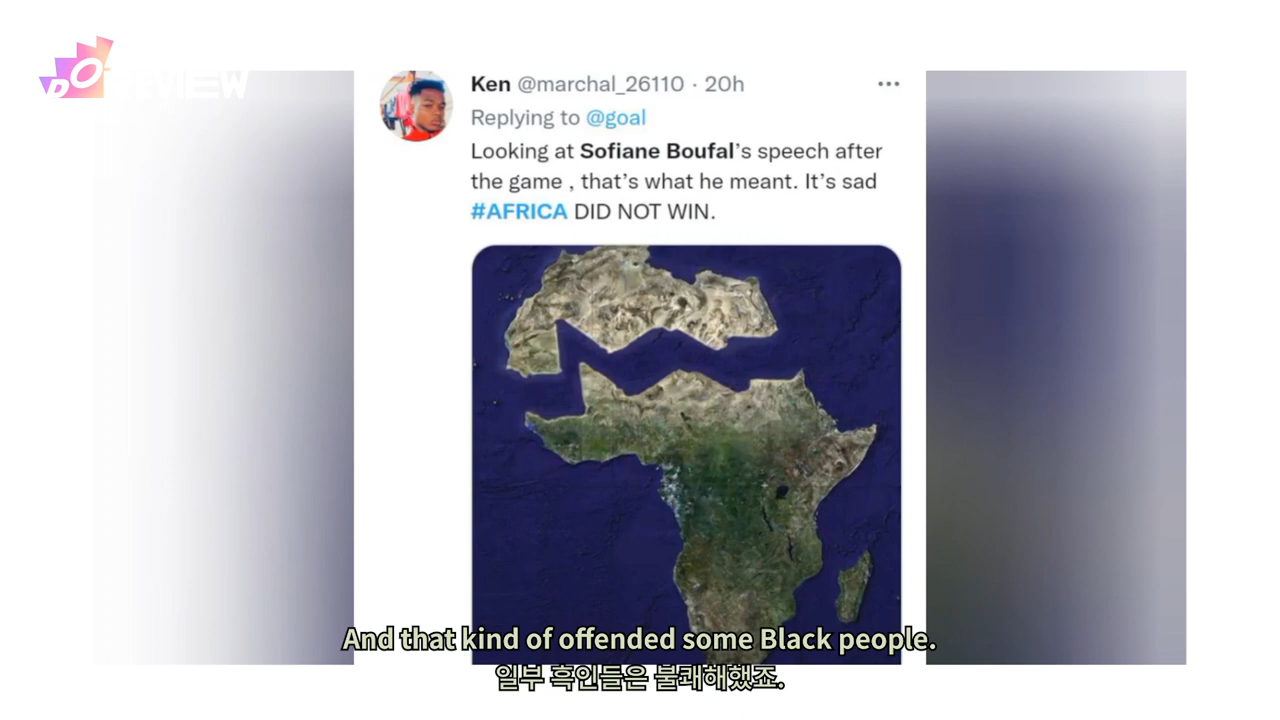 DO REVIEW
Ken @marchal_26110 · 20h
Replying to @goal
Looking at Sofiane Boufal's speech after
the game , that's what he meant. It's sad
#AFRICA DID NOT WIN.
And that kind of offended some Black people.
일부 흑인들은 불쾌해했죠.